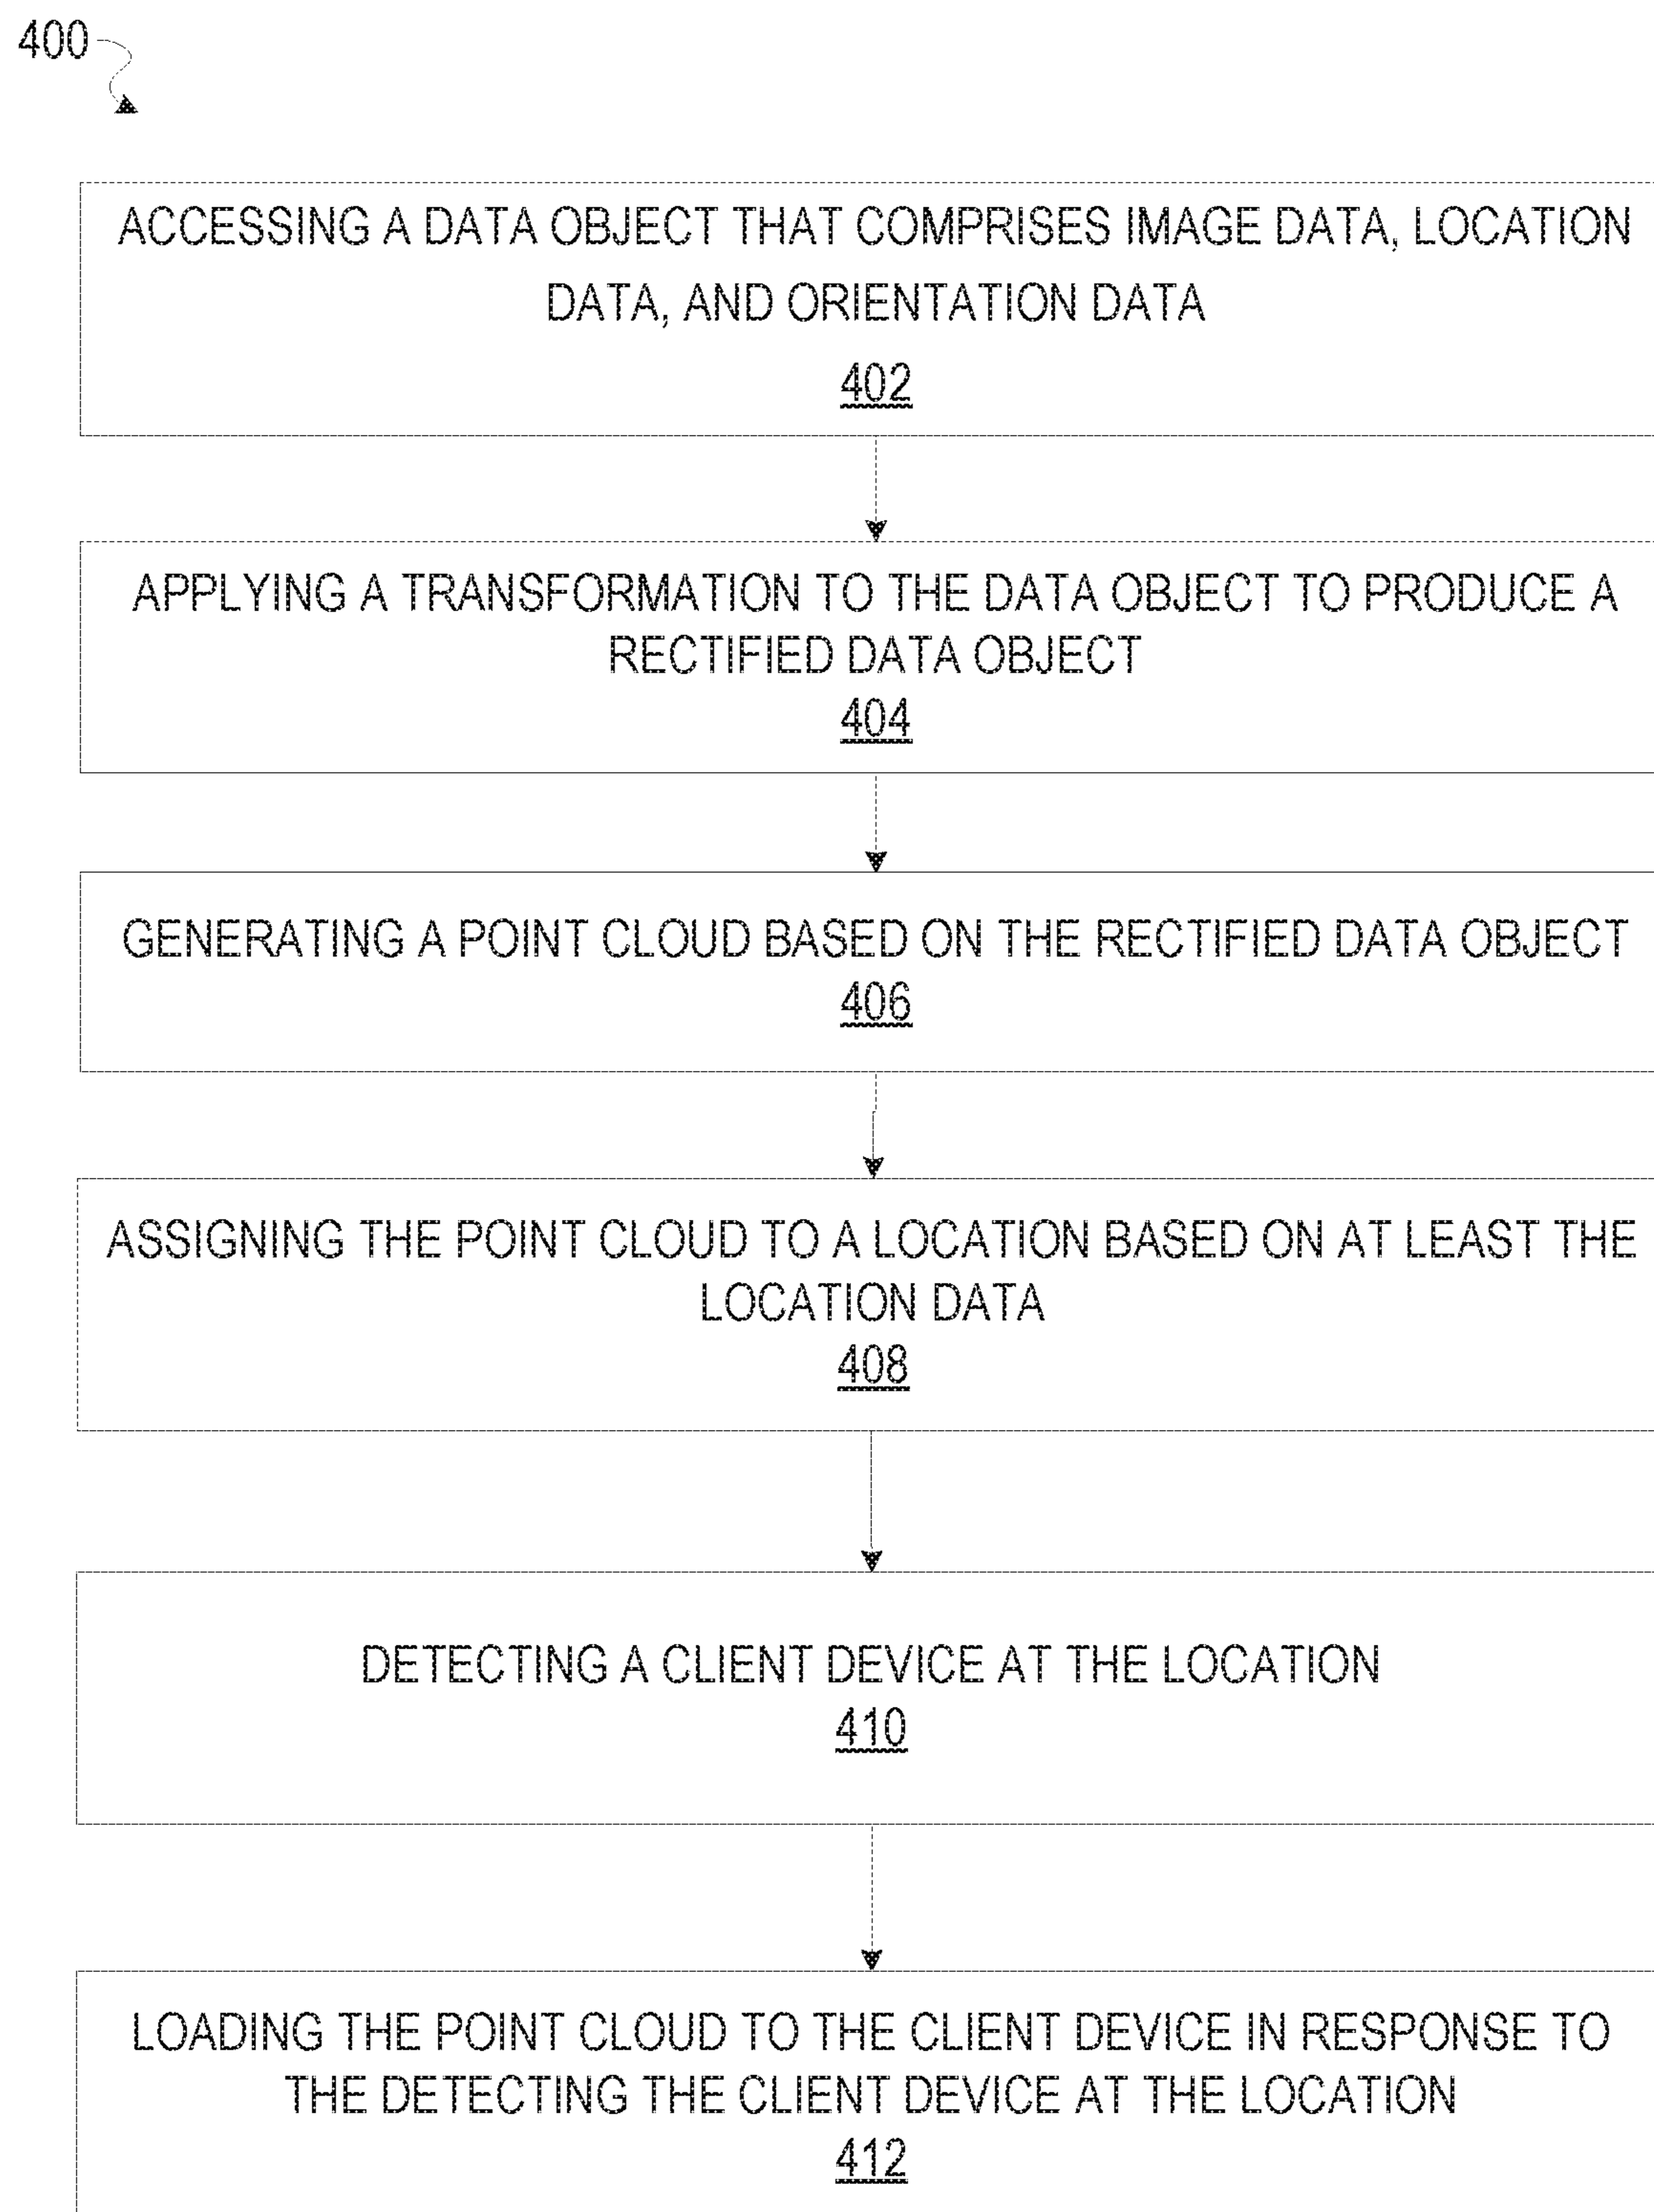 400
ACCESSING A DATA OBJECT THAT COMPRISES IMAGE DATA, LOCATION
DATA, AND ORIENTATION DATA
402
APPLYING A TRANSFORMATION TO THE DATA OBJECT TO PRODUCE A
RECTIFIED DATA OBJECT
404
GENERATING A POINT CLOUD BASED ON THE RECTIFIED DATA OBJECT
406
ASSIGNING THE POINT CLOUD TO A LOCATION BASED ON AT LEAST THE
LOCATION DATA
408
DETECTING A CLIENT DEVICE AT THE LOCATION
410
LOADING THE POINT CLOUD TO THE CLIENT DEVICE IN RESPONSE TO
THE DETECTING THE CLIENT DEVICE AT THE LOCATION
412